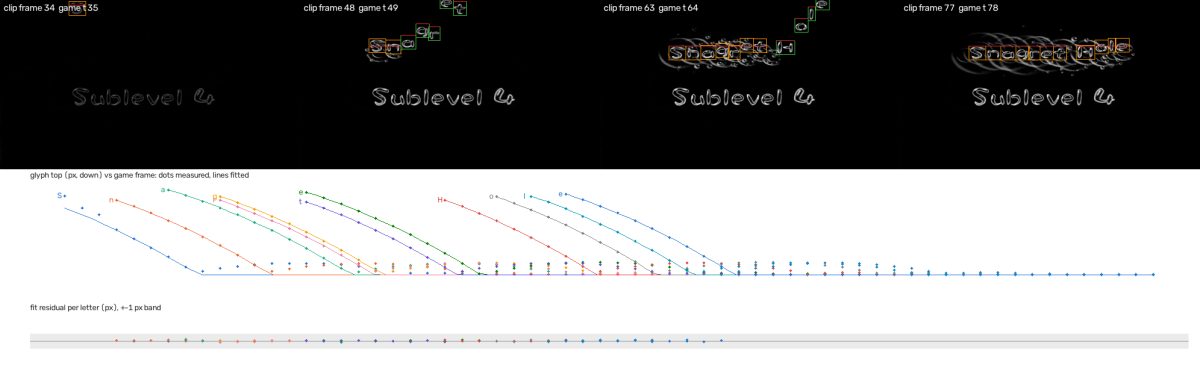 clip frame 34 game t 35
clip frame 48 game t 49
clip frame 63 game t 64
clip frame 77 game t 78
Sn
Snag
Snagret H
Sublevel 4
Sublevel 4
Sublevel 4
Sublevel 4
glyph top (px, down) vs game frame: dots measured, lines fitted
S n a g r e t H o l e
fit residual per letter (px), +-1 px band